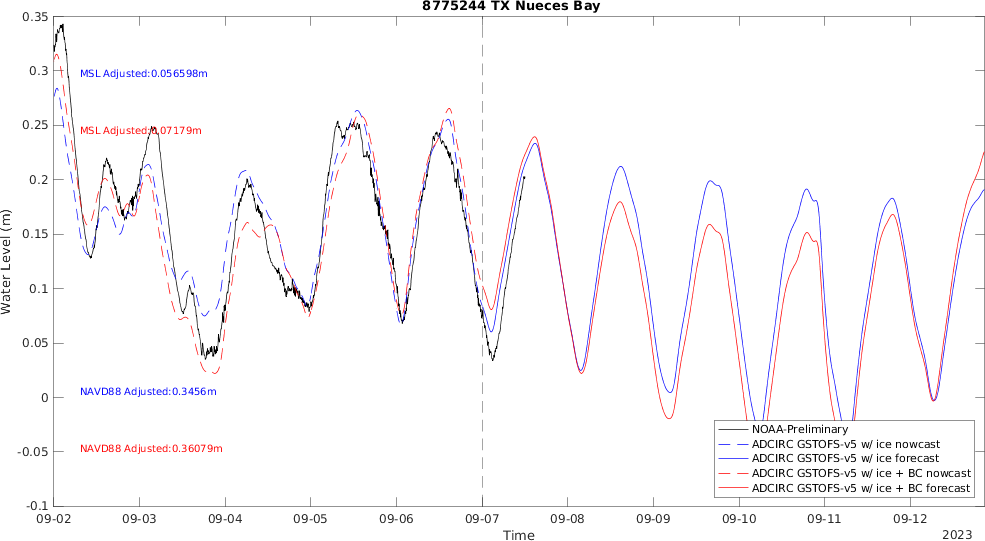 8775244 TX Nueces Bay
0.35
0.3
0.25
0.2
0.15
0.1
0.05
0
-0.05
-0.1
Water Level (m)
MSL Adjusted:0.056598m
MSL Adjusted:0.07179m
NAVD88 Adjusted:0.3456m
NAVD88 Adjusted:0.36079m
NOAA-Preliminary
ADCIRC GSTOFS-v5 w/ ice nowcast
ADCIRC GSTOFS-v5 w/ ice forecast
ADCIRC GSTOFS-v5 w/ ice + BC nowcast
ADCIRC GSTOFS-v5 w/ ice + BC forecast
09-02 09-03 09-04 09-05 09-06 09-07 09-08 09-09 09-10 09-11 09-12
Time
2023